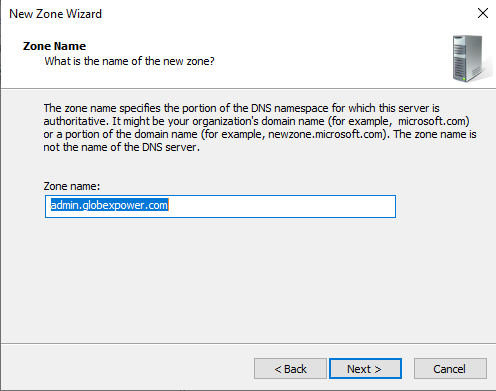 New Zone Wizard
Zone Name
What is the name of the new zone?
The zone name specifies the portion of the DNS namespace for which this server is
authoritative. It might be your organization's domain name (for example,  microsoft.com)
or a portion of the domain name (for example, newzone.microsoft.com). The zone name is
not the name of the DNS server.
Zone name:
admin.globexpower.com
< Back
Next >
Cancel